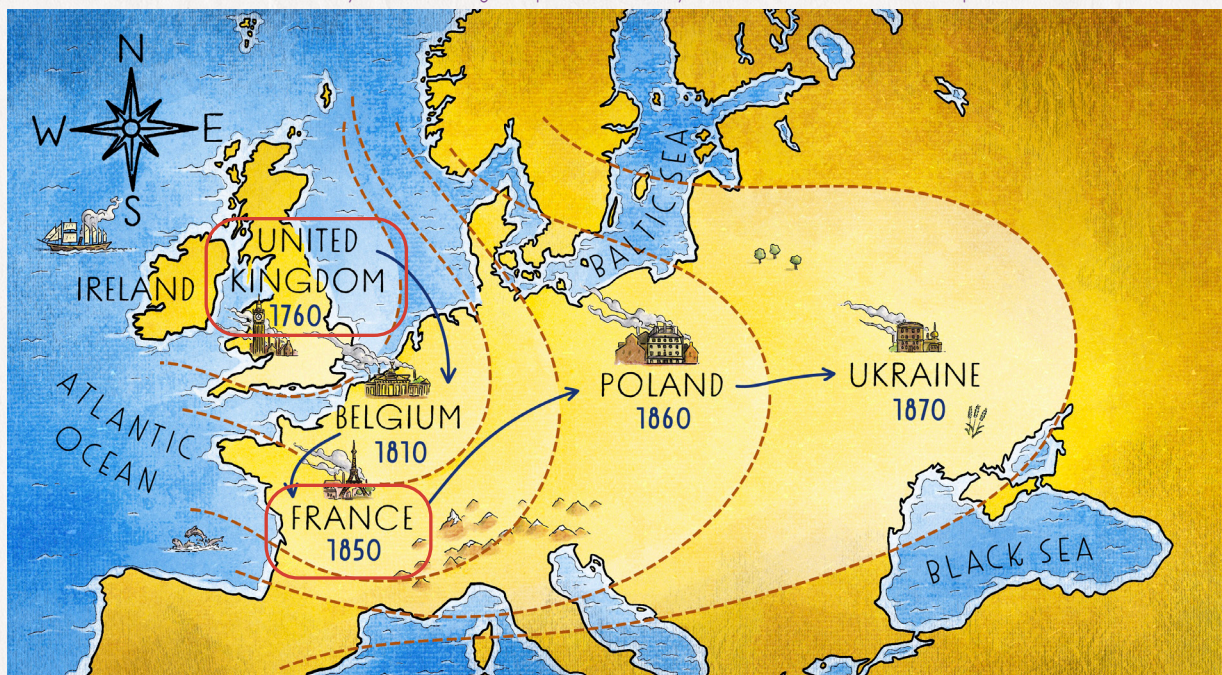 N
W
E
S
UNITED
KINGDOM
1760
IRELAND
BALTIC SEA
ATLANTIC
OCEAN
BELGIUM
1810
POLAND
1860
UKRAINE
1870
FRANCE
1850
BLACK SEA